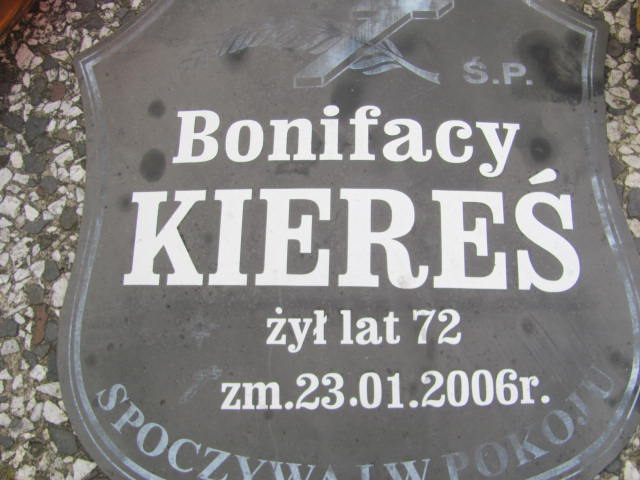 Ś.P.
Bonifacy
KIEREŚ
żył lat 72
zm.23.01.2006r.
SPOCZYWAJ W POKOJU